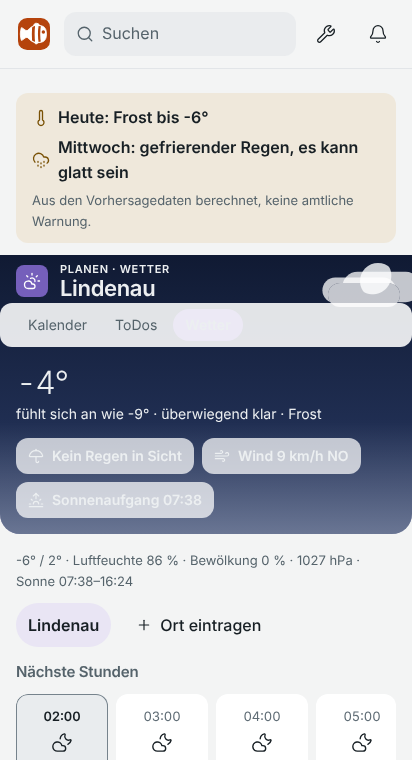 Suchen
Heute: Frost bis -6°
Mittwoch: gefrierender Regen, es kann
glatt sein
Aus den Vorhersagedaten berechnet, keine amtliche
Warnung.
PLANEN · WETTER
Lindenau
Kalender ToDos Wetter
-4°
fühlt sich an wie -9° · überwiegend klar · Frost
Kein Regen in Sicht Wind 9 km/h NO
Sonnenaufgang 07:38
-6° / 2° · Luftfeuchte 86 % · Bewölkung 0 % · 1027 hPa ·
Sonne 07:38–16:24
Lindenau + Ort eintragen
Nächste Stunden
02:00 03:00 04:00 05:00